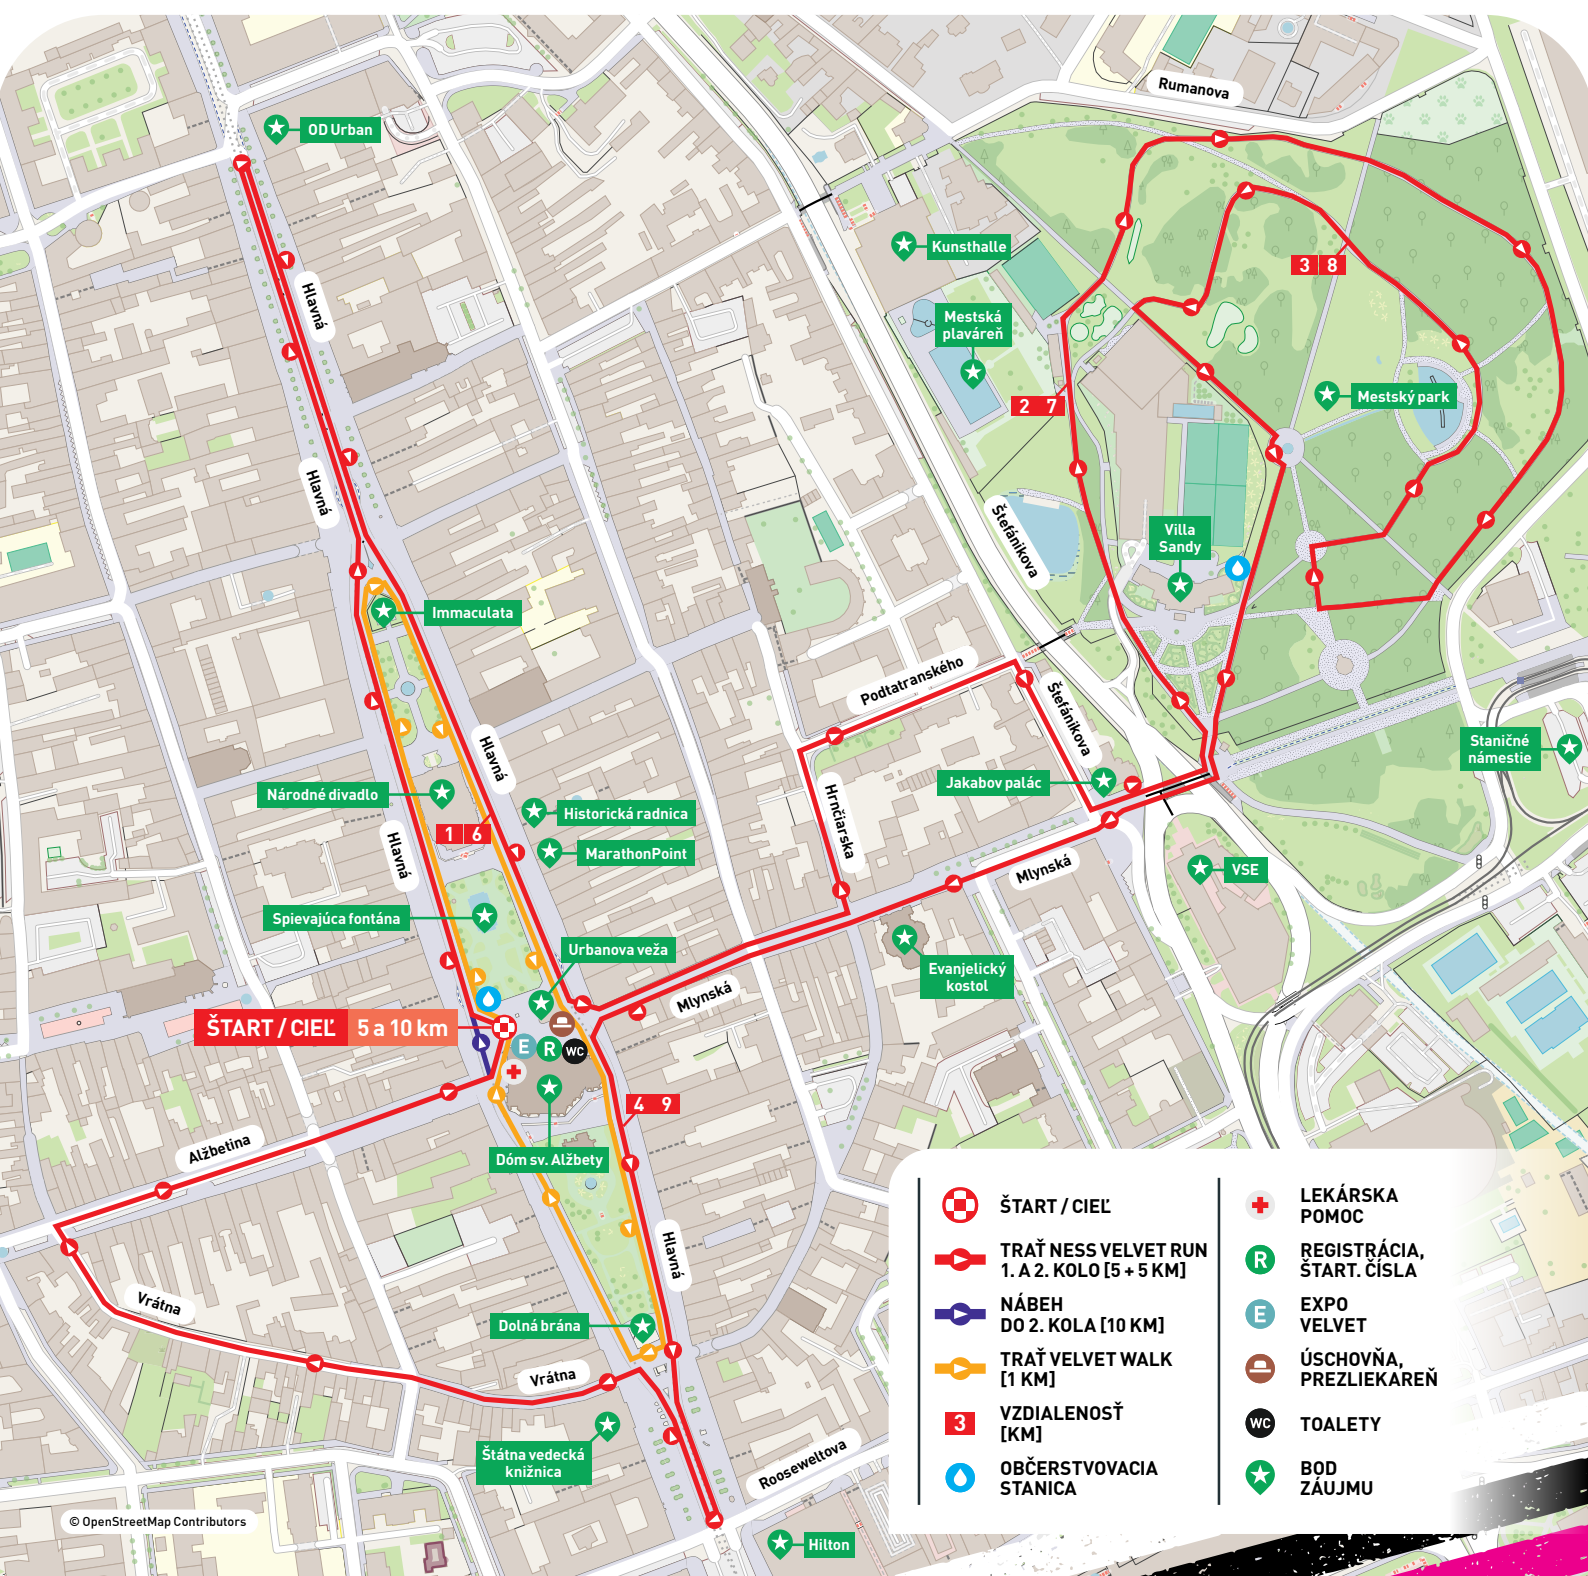 Rumanova
OD Urban
Kunsthalle
Hlavná
3 8
Mestská
plaváreň
Mestský park
2 7
Hlavná
Štefánikova
Villa
Sandy
Immaculata
Podtatranského
Štefánikova
Hlavná
Staničné
námestie
Národné divadlo
Jakabov palác
Historická radnica
Hrnčiarska
1 6
Hlavná
MarathonPoint
Mlynská
VSE
Spievajúca fontána
Urbanova veža
Evanjelický
kostol
Mlynská
ŠTART / CIEĽ 5 a 10 km
E R WC
4 9
Alžbetina
Dóm sv. Alžbety
Hlavná
Vrátna
Dolná brána
Vrátna
Štátna vedecká
knižnica
Rooseweltova
© OpenStreetMap Contributors
Hilton
ŠTART / CIEĽ
TRAŤ NESS VELVET RUN
1. A 2. KOLO [5 + 5 KM]
NÁBEH
DO 2. KOLA [10 KM]
TRAŤ VELVET WALK
[1 KM]
3
VZDIALENOSŤ
[KM]
OBČERSTVOVACIA
STANICA
LEKÁRSKA
POMOC
R
REGISTRÁCIA,
ŠTART. ČÍSLA
E
EXPO
VELVET
ÚSCHOVŇA,
PREZLIEKAREŇ
WC
TOALETY
BOD
ZÁUJMU